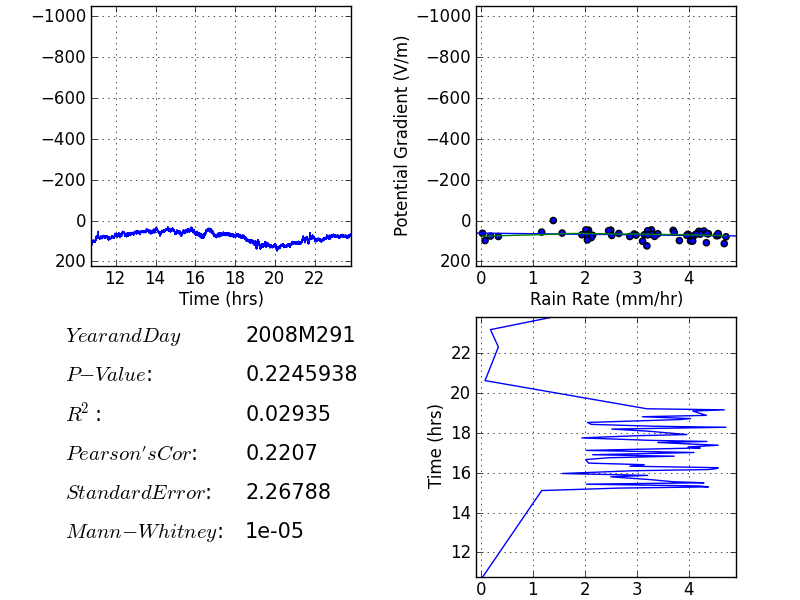 −1000
−800
−600
−400
−200
0
200
12 14 16 18 20 22
Time (hrs)
Potential Gradient (V/m)
−1000
−800
−600
−400
−200
0
200
0 1 2 3 4
Rain Rate (mm/hr)
YearandDay 2008M291
P−Value: 0.2245938
R²: 0.02935
Pearson'sCor: 0.2207
StandardError: 2.26788
Mann−Whitney: 1e-05
Time (hrs)
22
20
18
16
14
12
0 1 2 3 4